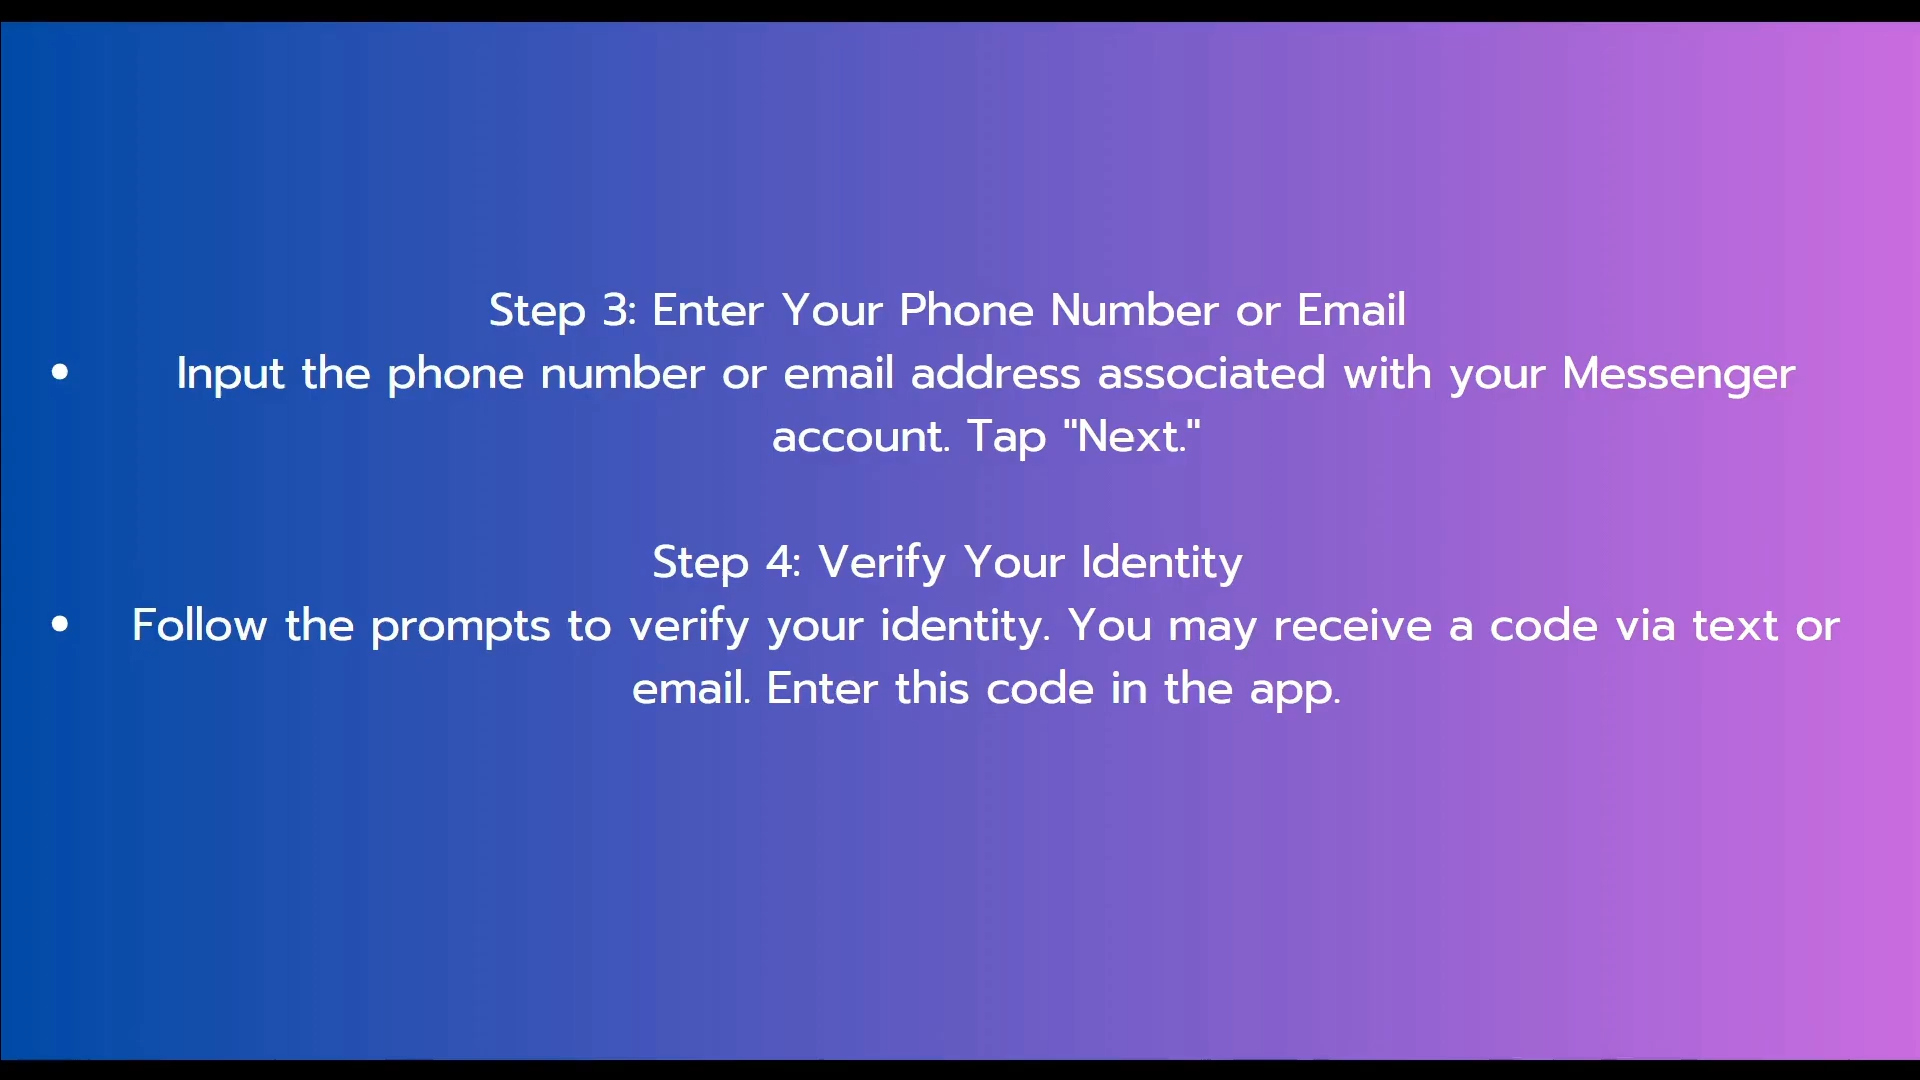 Step 3: Enter Your Phone Number or Email
• Input the phone number or email address associated with your Messenger
account. Tap "Next."
Step 4: Verify Your Identity
• Follow the prompts to verify your identity. You may receive a code via text or
email. Enter this code in the app.